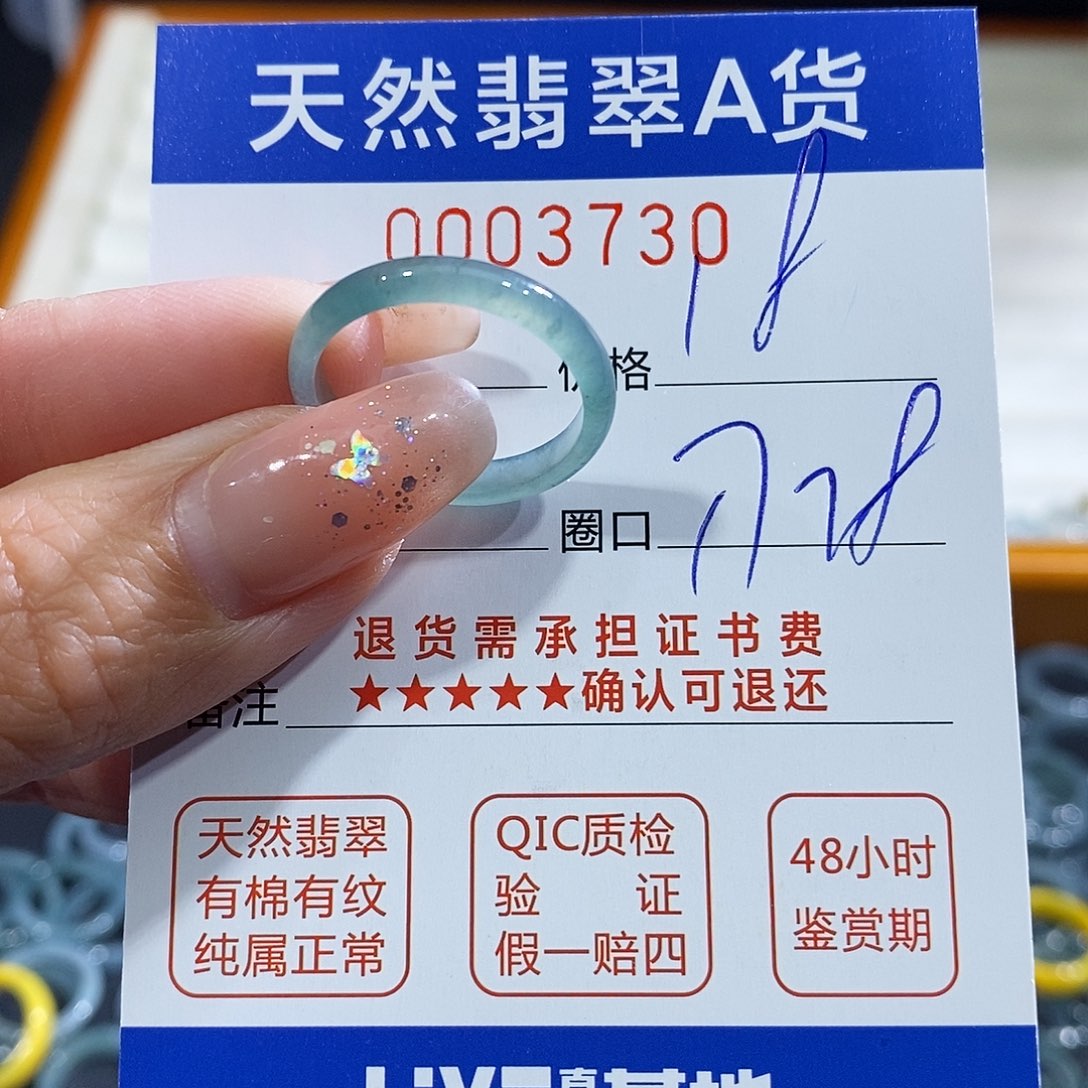 天然翡翠A货
0003730
价格 18
圈口
退货需承担证书费
备注 ★★★★★确认可退还
天然翡翠
有棉有纹
纯属正常
QIC质检
验 证
假一赔四
48小时
鉴赏期